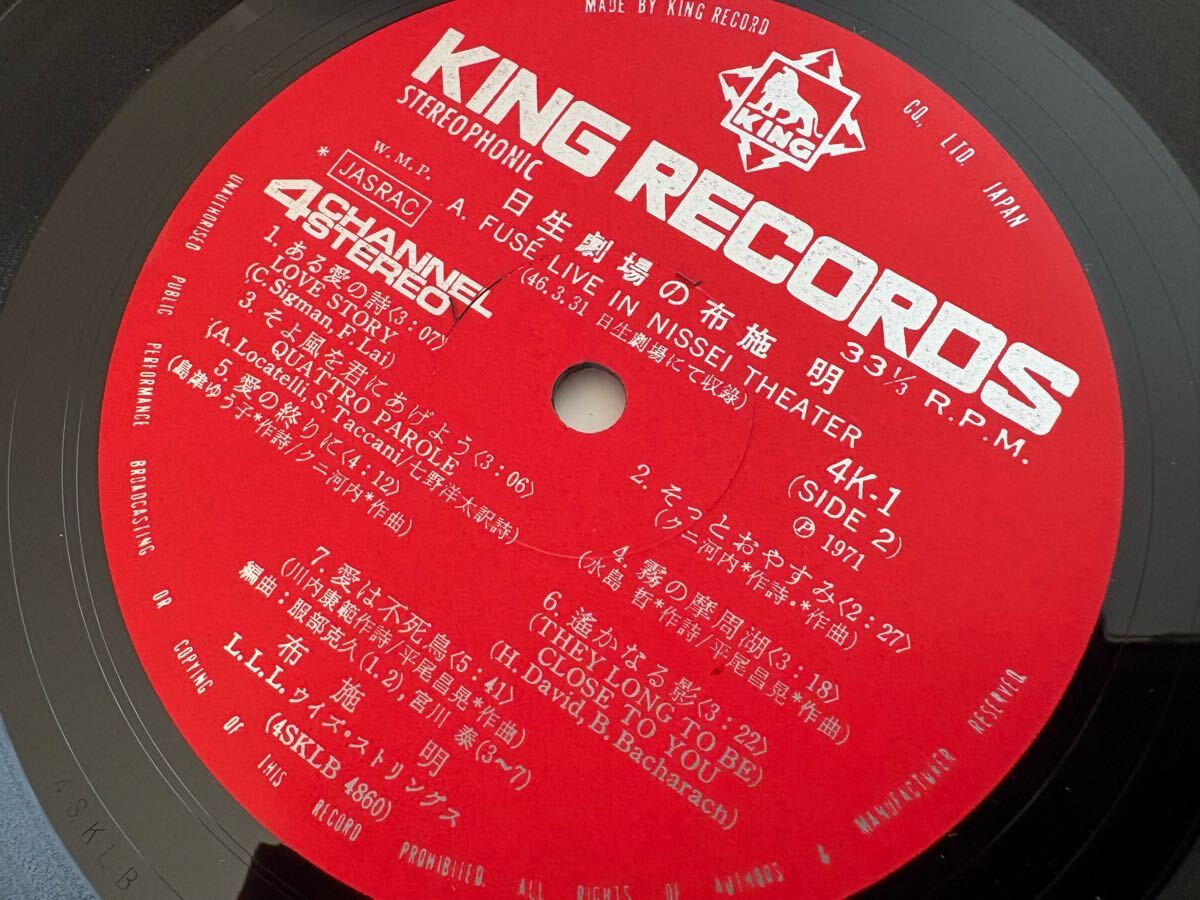 MADE BY KING RECORD CO., LTD. JAPAN
KING
KING RECORDS
STEREOPHONIC
33⅓ R.P.M.
W.M.P.
* JASRAC
4 CHANNEL STEREO
日生劇場の布施 明
A. FUSÉ LIVE IN NISSEI THEATER
(46.3.31 日生劇場にて収録)
4K-1
(SIDE 2)
Ⓟ 1971
1. ある愛の詩〈3:07〉
LOVE STORY
(C. Sigman, F. Lai)
2. そっとおやすみ〈2:27〉
(クニ河内*作詩・*作曲)
3. そよ風を君にあげよう〈3:06〉
QUATTRO PAROLE
(A. Locatelli, S Taccani/七野洋太訳詩)
4. 霧の摩周湖〈3:18〉
(水島 哲*作詩/平尾昌晃*作曲)
5. 愛の終りに〈4:12〉
(島津ゆう子*作詩/クニ河内*作曲)
6. 遙かなる影〈3:22〉
(THEY LONG TO BE)
CLOSE TO YOU
(H. David, B. Bacharach)
7. 愛は不死鳥〈5:41〉
(川内康範作詩/平尾昌晃*作曲)
編曲:服部克久(1.2), 宮川 泰(3~7)
布 施 明
L.L.L. ウイズ・ストリングス
(4SKLB 4860)
UNAUTHORISED PUBLIC PERFORMANCE BROADCASTING OR COPYING OF THIS RECORD PROHIBITED. ALL RIGHTS OF AUTHORS & MANUFACTURER RESERVED.
4SKLB